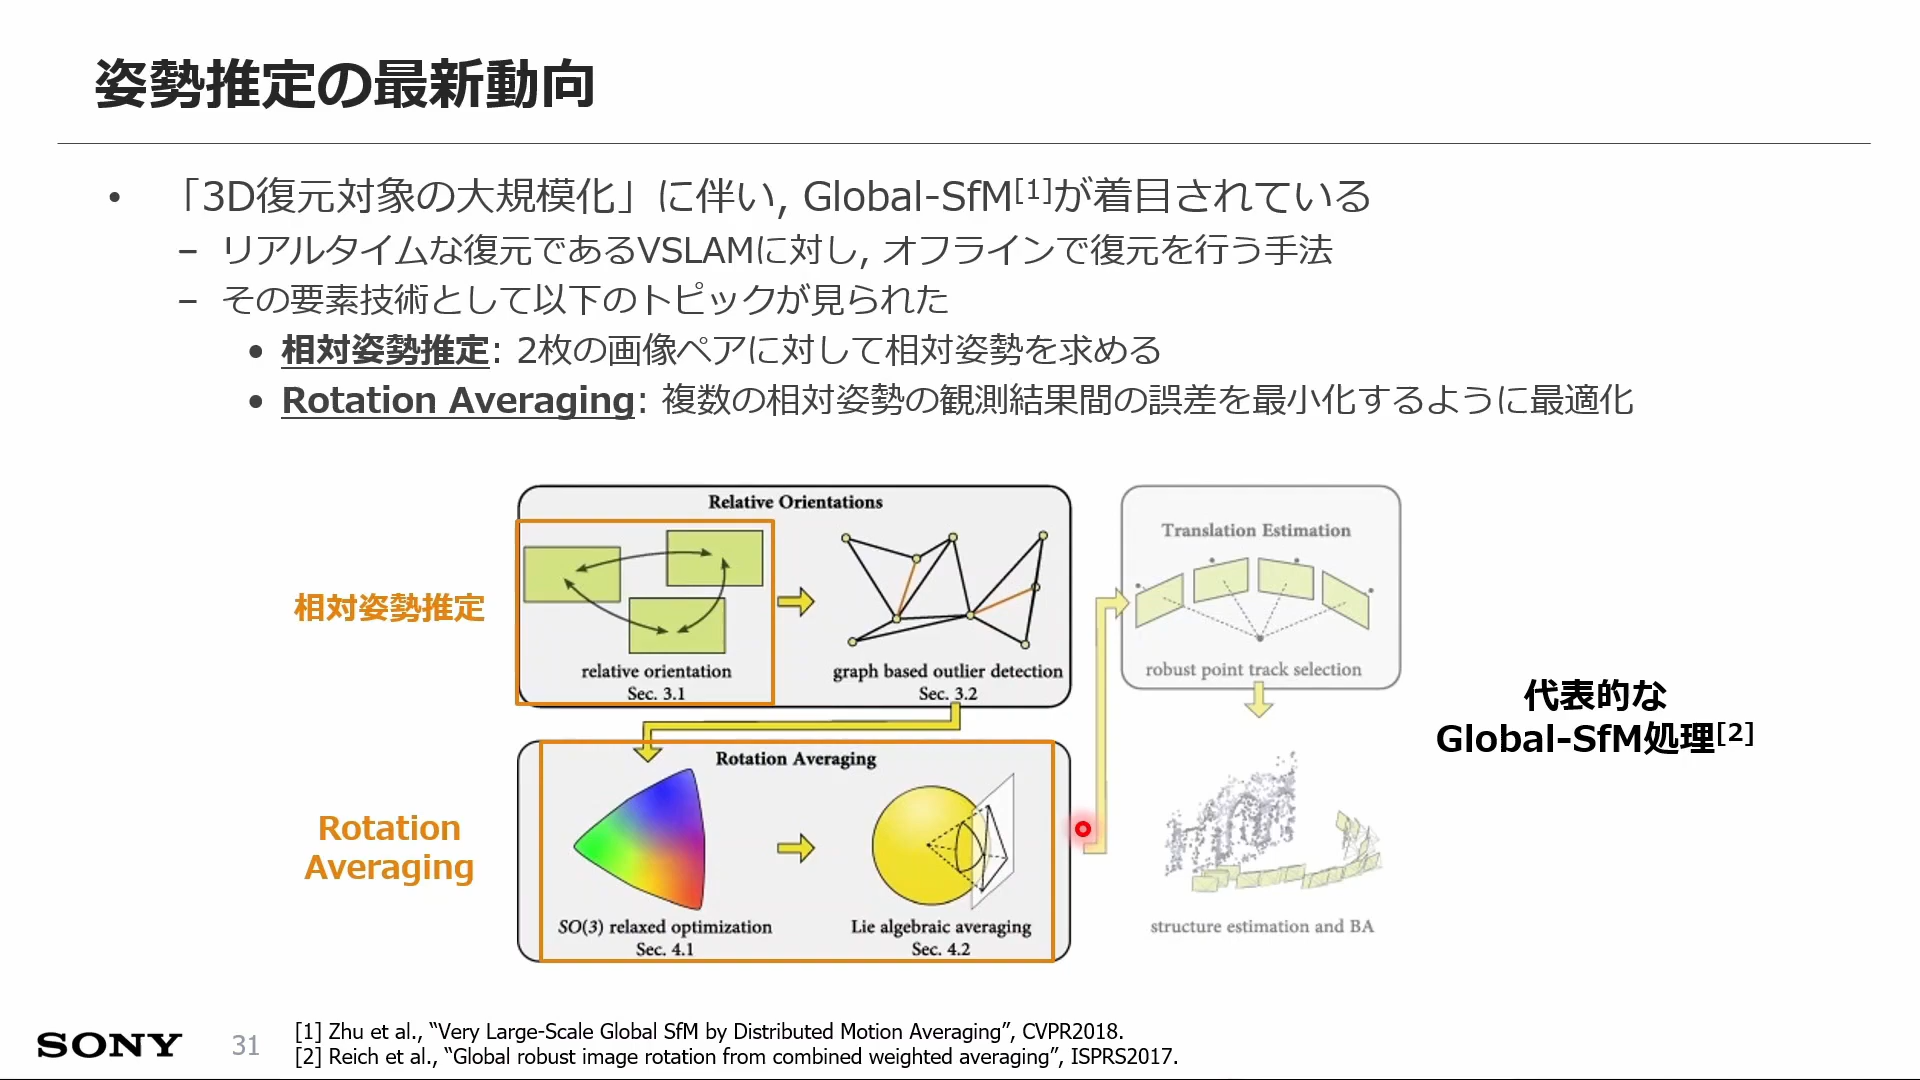 姿勢推定の最新動向
• 「3D復元対象の大規模化」に伴い, Global-SfM[1]が着目されている
– リアルタイムな復元であるVSLAMに対し, オフラインで復元を行う手法
– その要素技術として以下のトピックが見られた
• 相対姿勢推定: 2枚の画像ペアに対して相対姿勢を求める
• Rotation Averaging: 複数の相対姿勢の観測結果間の誤差を最小化するように最適化
相対姿勢推定
Relative Orientations
relative orientation
Sec. 3.1
graph based outlier detection
Sec. 3.2
Rotation
Averaging
Rotation Averaging
SO(3) relaxed optimization
Sec. 4.1
Lie algebraic averaging
Sec. 4.2
Translation Estimation
robust point track selection
structure estimation and BA
代表的な
Global-SfM処理[2]
SONY
31
[1] Zhu et al., “Very Large-Scale Global SfM by Distributed Motion Averaging”, CVPR2018.
[2] Reich et al., “Global robust image rotation from combined weighted averaging”, ISPRS2017.